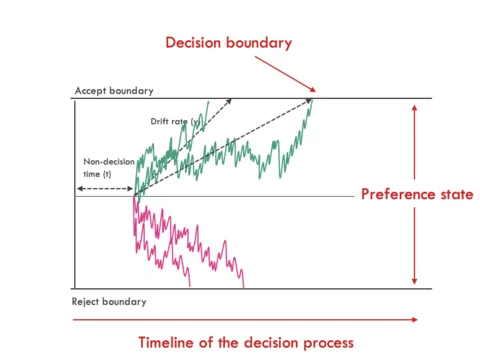 Decision boundary
Accept boundary
Drift rate (v)
Non-decision
time (t)
Preference state
Reject boundary
Timeline of the decision process